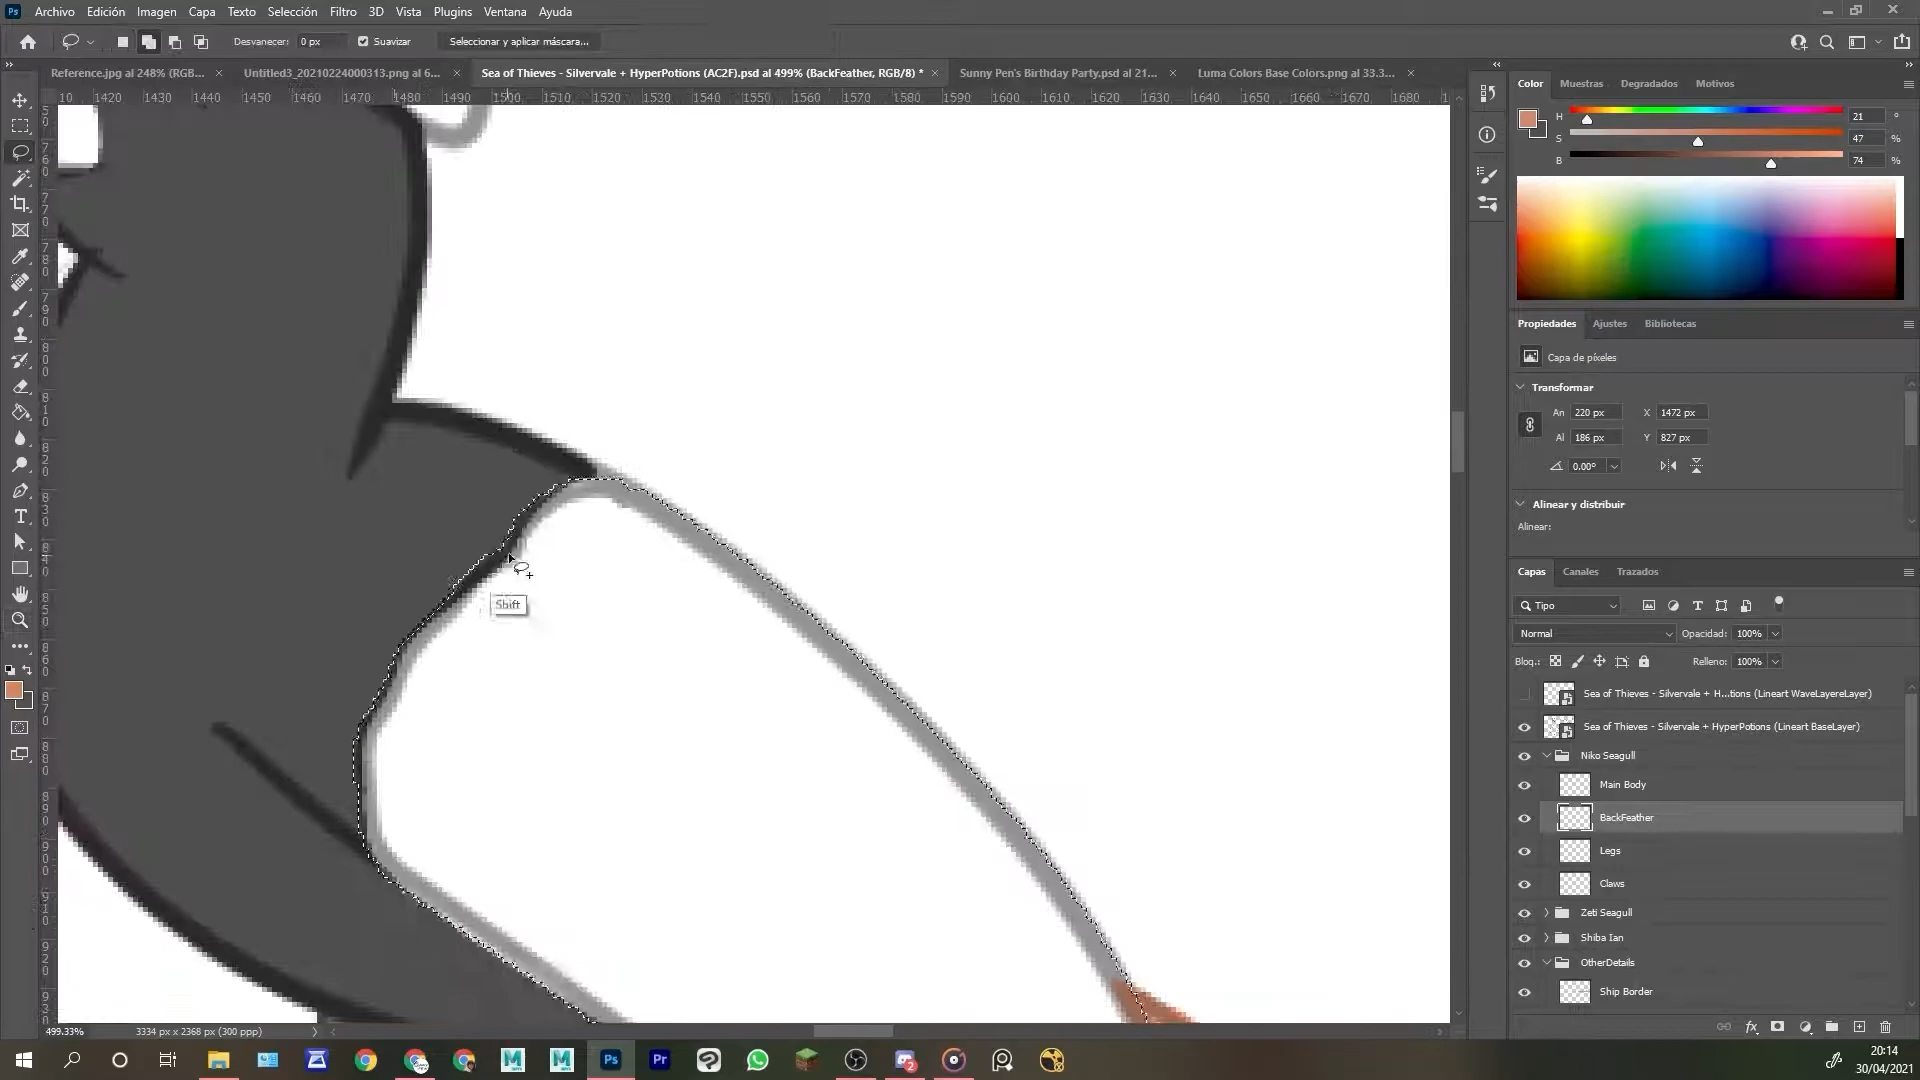 Ps Archivo Edición Imagen Capa Texto Selección Filtro 3D Vista Plugins Ventana Ayuda
Desvanecer: 0 px Suavizar Seleccionar y aplicar máscara...
Reference.jpg al 248% (RGB... × Untitled3_20210224000313.png al 6... × Sea of Thieves - Silvervale + HyperPotions (AC2F).psd al 499% (BackFeather, RGB/8) * × Sunny Pen's Birthday Party.psd al 21... × Luma Colors Base Colors.png al 33.3... ×
10 1420 1430 1440 1450 1460 1470 1480 1490 1500 1510 1520 1530 1540 1550 1560 1570 1580 1590 1600 1610 1620 1630 1640 1650 1660 1670 1680
Color Muestras Degradados Motivos
H 21 °
S 47 %
B 74 %
Propiedades Ajustes Bibliotecas
Capa de píxeles
Transformar
An 220 px X 1472 px
Al 186 px Y 827 px
0.00°
Alinear y distribuir
Alinear:
Shift
Capas Canales Trazados
Tipo
Normal Opacidad: 100%
Bloq.: Relleno: 100%
Sea of Thieves - Silvervale + H...tions (Lineart WaveLayereLayer)
Sea of Thieves - Silvervale + HyperPotions (Lineart BaseLayer)
Niko Seagull
Main Body
BackFeather
Legs
Claws
Zeti Seagull
Shiba Ian
OtherDetails
Ship Border
499.33% 3334 px x 2368 px (300 ppp)
20:14
30/04/2021